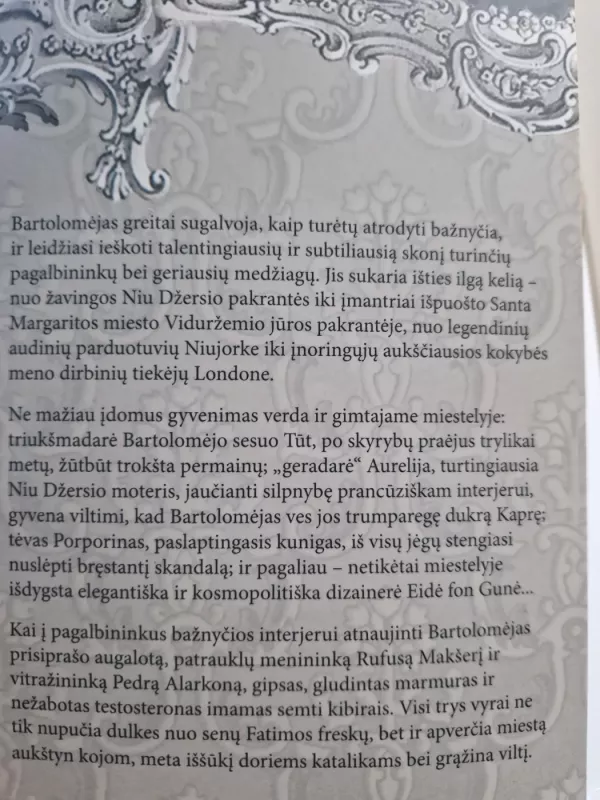 Bartolomėjas greitai sugalvoja, kaip turėtų atrodyti bažnyčia,
ir leidžiasi ieškoti talentingiausių ir subtiliausią skonį turinčių
pagalbininkų bei geriausių medžiagų. Jis sukaria išties ilgą kelią –
nuo žavingos Niu Džersio pakrantės iki įmantriai išpuošto Santa
Margaritos miesto Viduržemio jūros pakrantėje, nuo legendinių
audinių parduotuvių Niujorke iki įnoringųjų aukščiausios kokybės
meno dirbinių tiekėjų Londone.
Ne mažiau įdomus gyvenimas verda ir gimtajame miestelyje:
triukšmadarė Bartolomėjo sesuo Tūt, po skyrybų praėjus trylikai
metų, žūtbūt trokšta permainų; „geradarė“ Aurelija, turtingiausia
Niu Džersio moteris, jaučianti silpnybę prancūziškam interjerui,
gyvena viltimi, kad Bartolomėjas ves jos trumparegę dukrą Kaprę;
tėvas Porporinas, paslaptingasis kunigas, iš visų jėgų stengiasi
nuslėpti bręstantį skandalą; ir pagaliau – netikėtai miestelyje
išdygsta elegantiška ir kosmopolitiška dizainerė Eidė fon Gunė...
Kai į pagalbininkus bažnyčios interjerui atnaujinti Bartolomėjas
prisiprašo augalotą, patrauklų menininką Rufusą Makšerį ir
vitražininką Pedrą Alarkoną, gipsas, gludintas marmuras ir
nežabotas testosteronas imamas semti kibirais. Visi trys vyrai ne
tik nupučia dulkes nuo senų Fatimos freskų, bet ir apverčia miestą
aukštyn kojom, meta iššūkį doriems katalikams bei grąžina viltį.